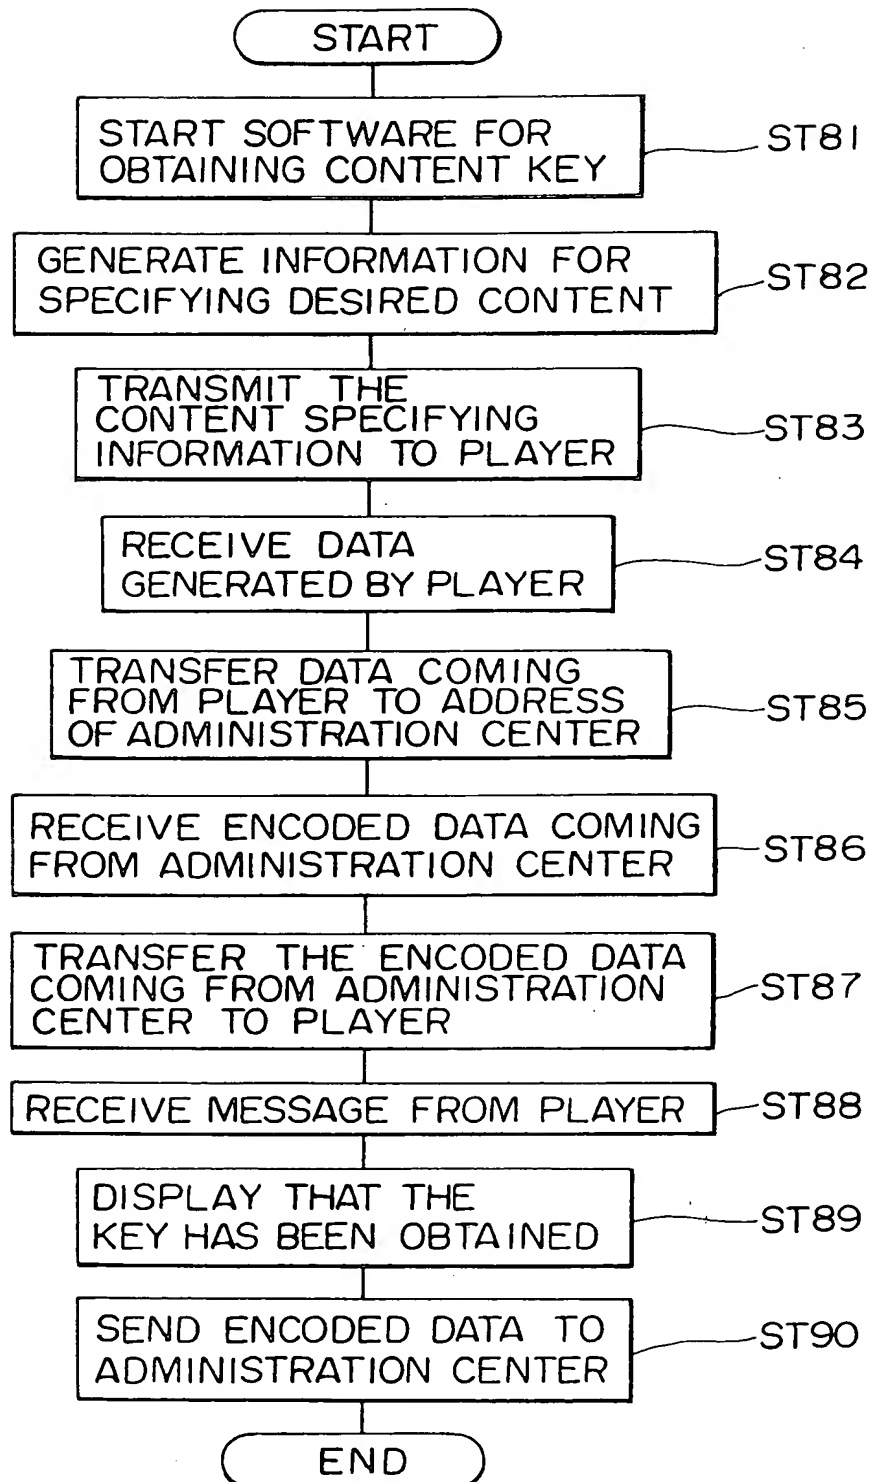 START
START SOFTWARE FOR
OBTAINING CONTENT KEY
ST81
GENERATE INFORMATION FOR
SPECIFYING DESIRED CONTENT
ST82
TRANSMIT THE
CONTENT SPECIFYING
INFORMATION TO PLAYER
ST83
RECEIVE DATA
GENERATED BY PLAYER
ST84
TRANSFER DATA COMING
FROM PLAYER TO ADDRESS
OF ADMINISTRATION CENTER
ST85
RECEIVE ENCODED DATA COMING
FROM ADMINISTRATION CENTER
ST86
TRANSFER THE ENCODED DATA
COMING FROM ADMINISTRATION
CENTER TO PLAYER
ST87
RECEIVE MESSAGE FROM PLAYER
ST88
DISPLAY THAT THE
KEY HAS BEEN OBTAINED
ST89
SEND ENCODED DATA TO
ADMINISTRATION CENTER
ST90
END